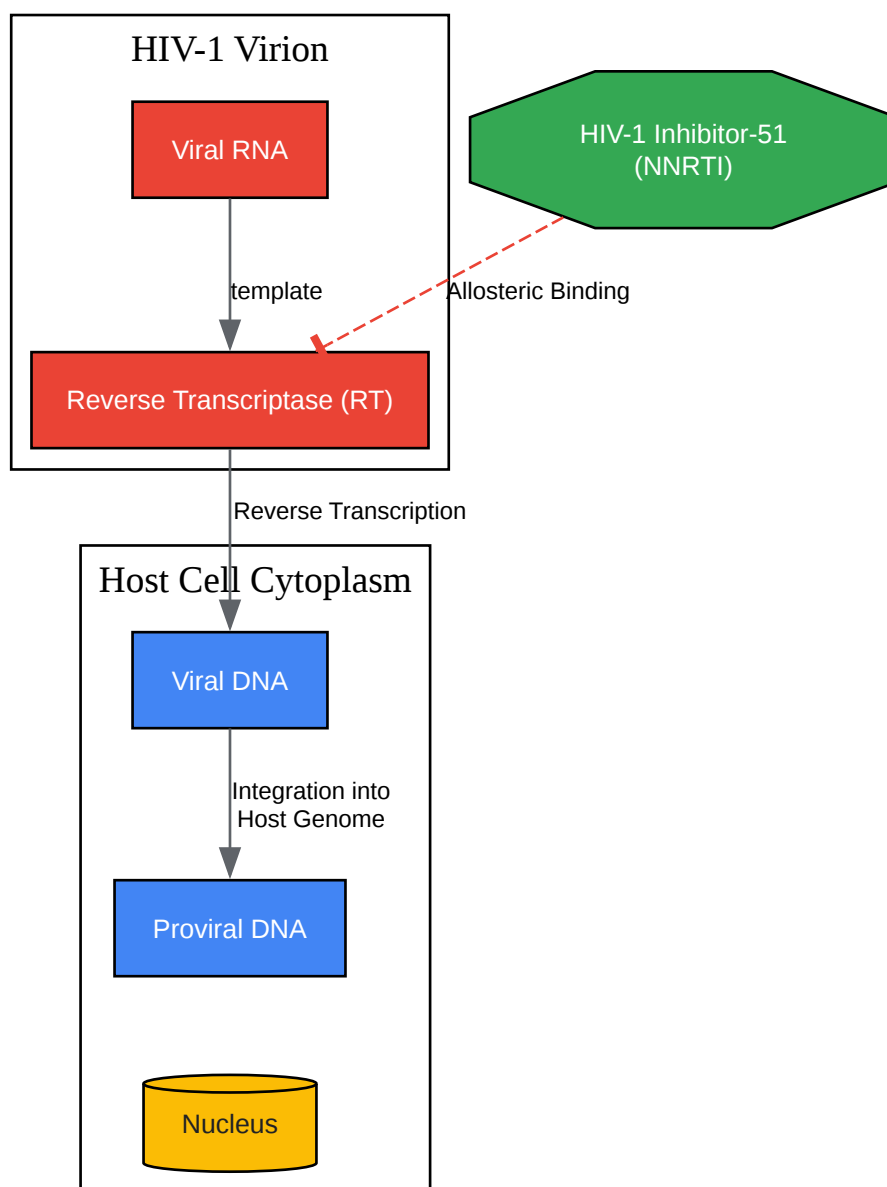 HIV-1 Virion
Viral RNA
HIV-1 Inhibitor-51
(NNRTI)
template
Allosteric Binding
Reverse Transcriptase (RT)
Reverse Transcription
Host Cell Cytoplasm
Viral DNA
Integration into
Host Genome
Proviral DNA
Nucleus